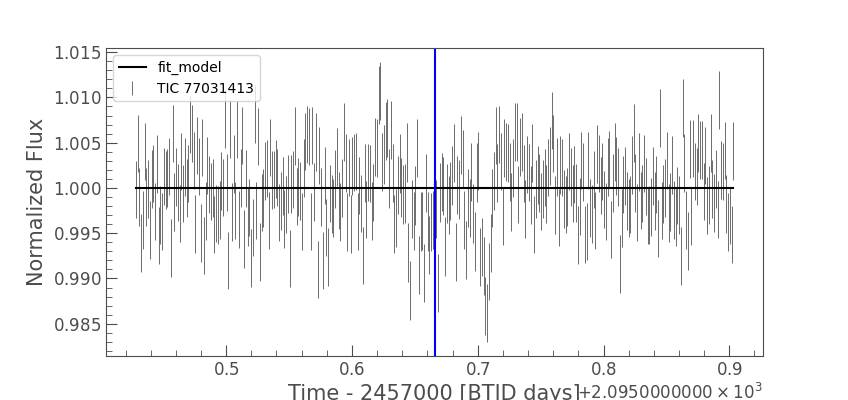 1.015
1.010
1.005
1.000
0.995
0.990
0.985
Normalized Flux
fit_model
TIC 77031413
0.5 0.6 0.7 0.8 0.9
Time - 2457000 [BTJD days]
+2.0950000000 × 10³